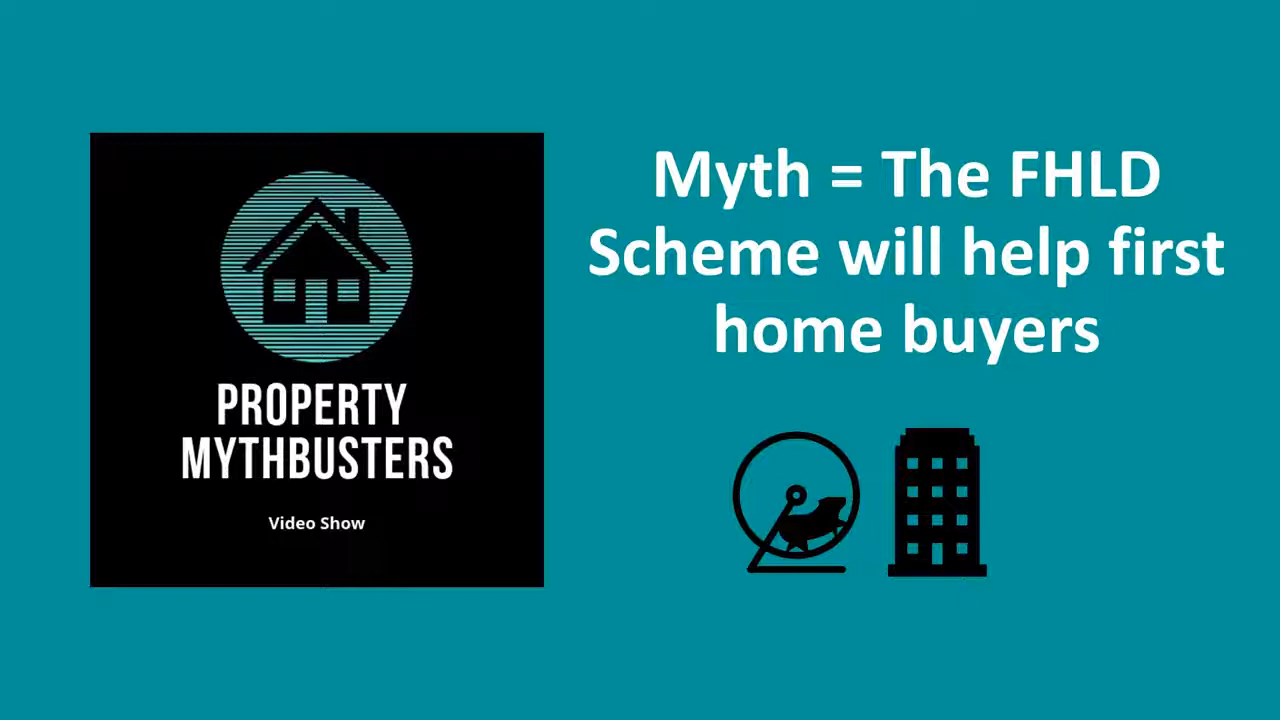 PROPERTY
MYTHBUSTERS
Video Show
Myth = The FHLD
Scheme will help first
home buyers